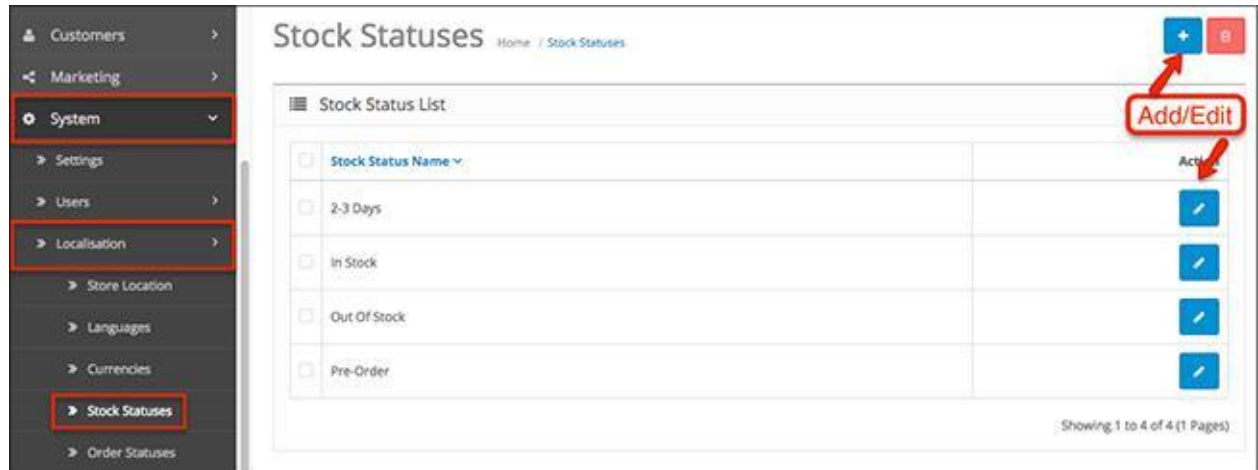 Customers
Marketing
System
Settings
Users
Localisation
Store Location
Languages
Currencies
Stock Statuses
Order Statuses
Stock Statuses Home / Stock Statuses
Add/Edit
Stock Status List
Stock Status Name Action
2-3 Days
In Stock
Out Of Stock
Pre-Order
Showing 1 to 4 of 4 (1 Pages)